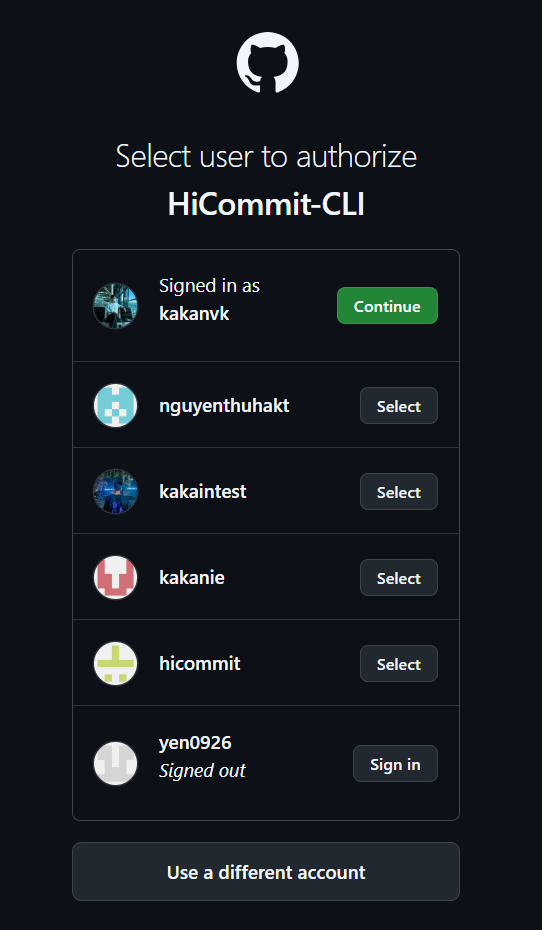 Select user to authorize
HiCommit-CLI
Signed in as
kakanvk
Continue
nguyenthuhakt
Select
kakaintest
Select
kakanie
Select
hicommit
Select
yen0926
Signed out
Sign in
Use a different account